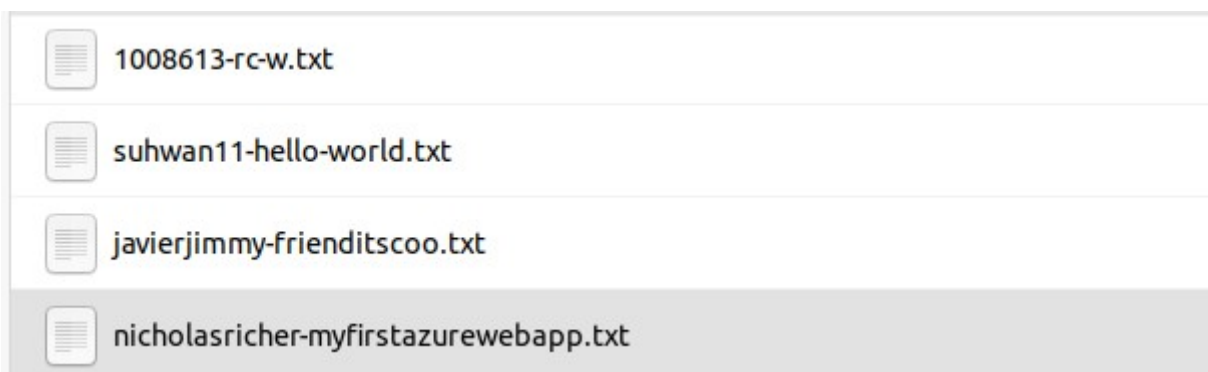 1008613-rc-w.txt
suhwan11-hello-world.txt
javierjimmy-frienditscoo.txt
nicholasricher-myfirstazurewebapp.txt